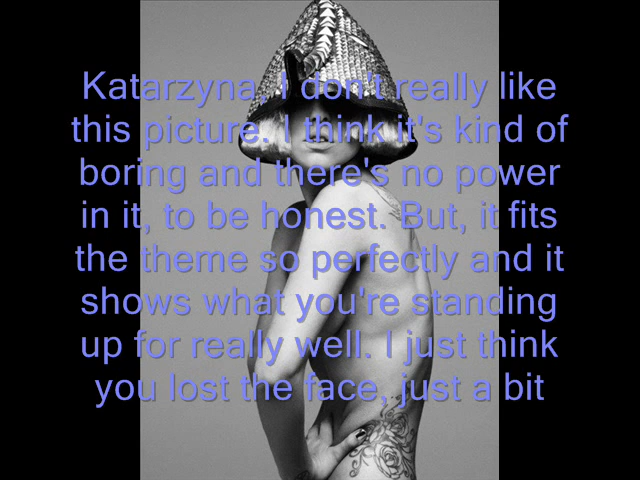 Katarzyna, I don't really like
this picture. I think it's kind of
boring and there's no power
in it, to be honest. But, it fits
the theme so perfectly and it
shows what you're standing
up for really well. I just think
you lost the face, just a bit